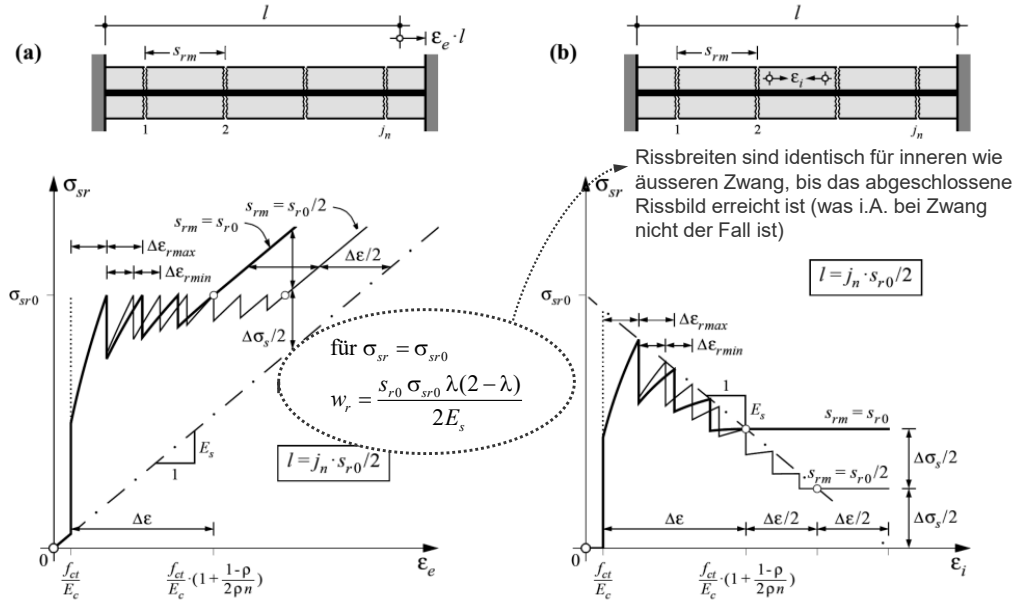 l
(a)
s_rm
ε_e·l
1
2
j_n
σ_sr
s_rm = s_r0/2
s_rm = s_r0
Δε_rmax
Δε_rmin
Δε/2
σ_sr0
Δσ_s/2
E_s
1
l = j_n·s_r0/2
Δε
0
f_ct/E_c
f_ct/E_c·(1+(1-ρ)/(2ρn))
ε_e
für σ_sr = σ_sr0
w_r = s_r0 σ_sr0 λ(2−λ)/2E_s
l
(b)
s_rm
ε_i
1
2
j_n
Rissbreiten sind identisch für inneren wie
äusseren Zwang, bis das abgeschlossene
Rissbild erreicht ist (was i.A. bei Zwang
nicht der Fall ist)
σ_sr
l = j_n·s_r0/2
σ_sr0
Δε_rmax
Δε_rmin
1
E_s
s_rm = s_r0
Δσ_s/2
s_rm = s_r0/2
Δσ_s/2
Δε
Δε/2
Δε/2
0
f_ct/E_c
f_ct/E_c·(1+(1-ρ)/(2ρn))
ε_i